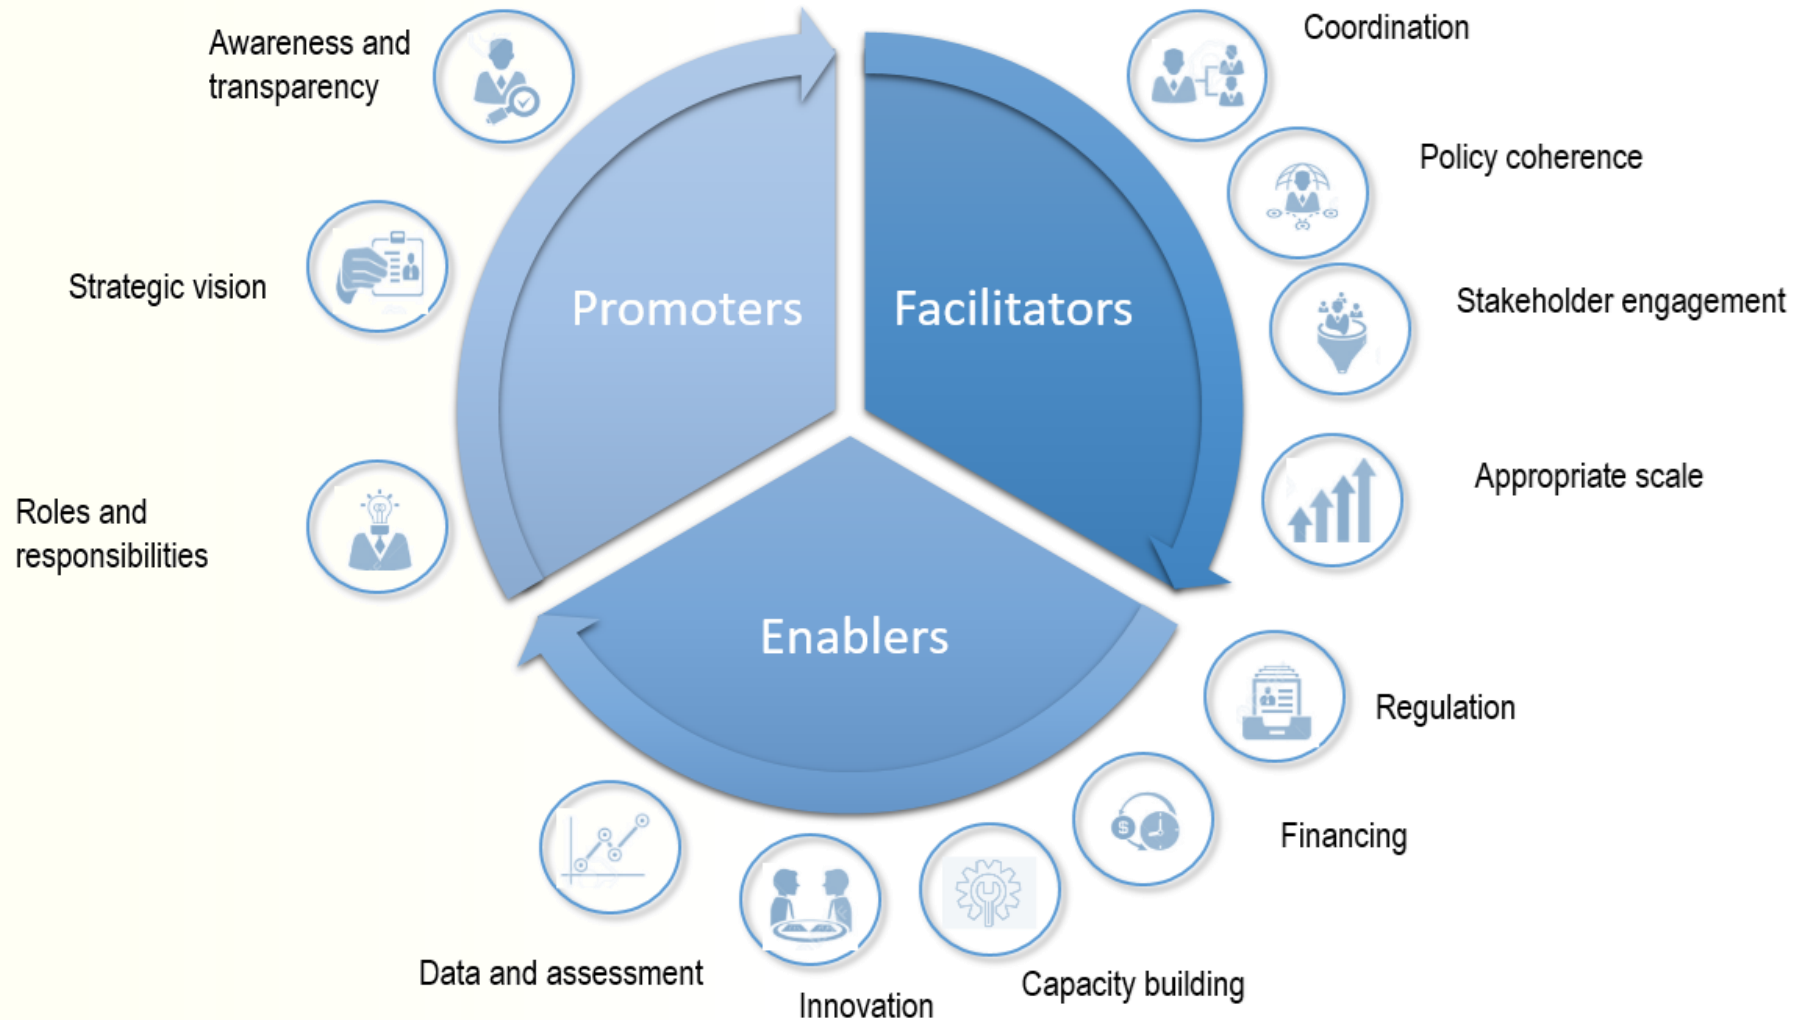 Awareness and
transparency
Strategic vision
Roles and
responsibilities
Promoters
Facilitators
Enablers
Coordination
Policy coherence
Stakeholder engagement
Appropriate scale
Regulation
Financing
Capacity building
Innovation
Data and assessment
$